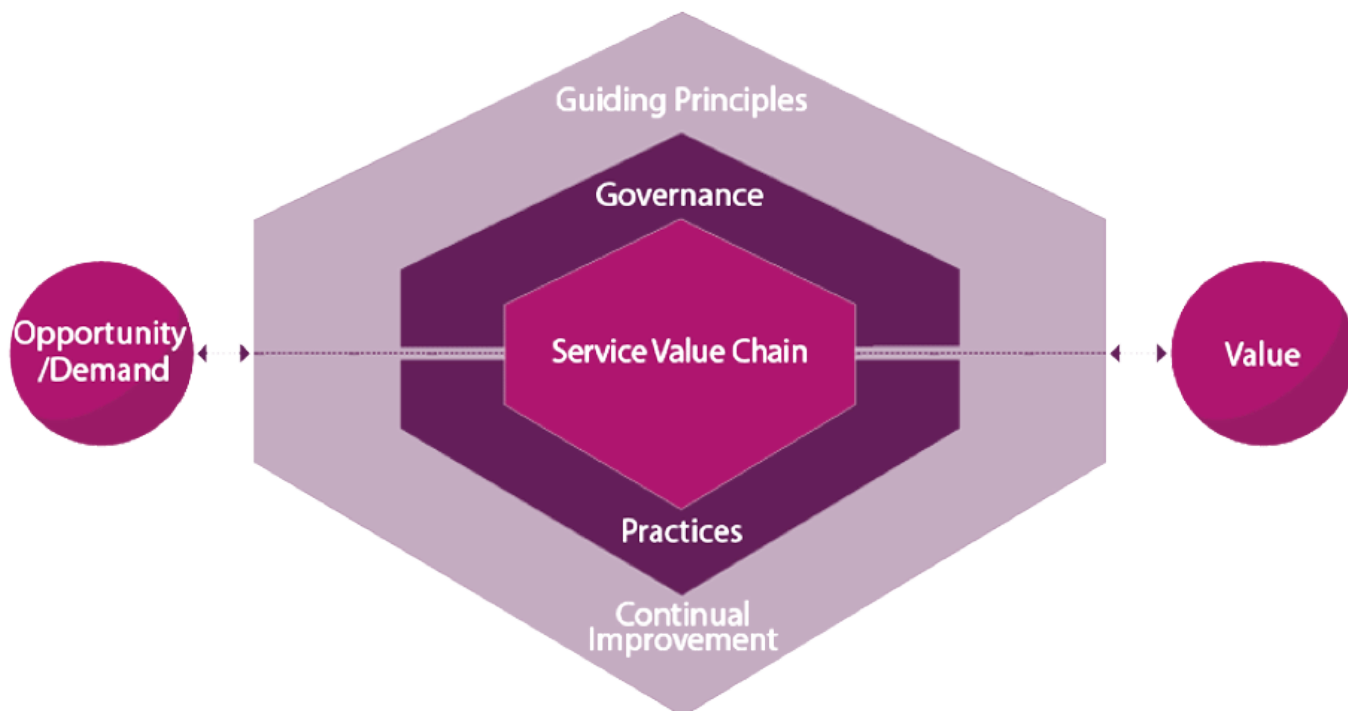 Guiding Principles
Governance
Opportunity
/Demand
Service Value Chain
Value
Practices
Continual
Improvement